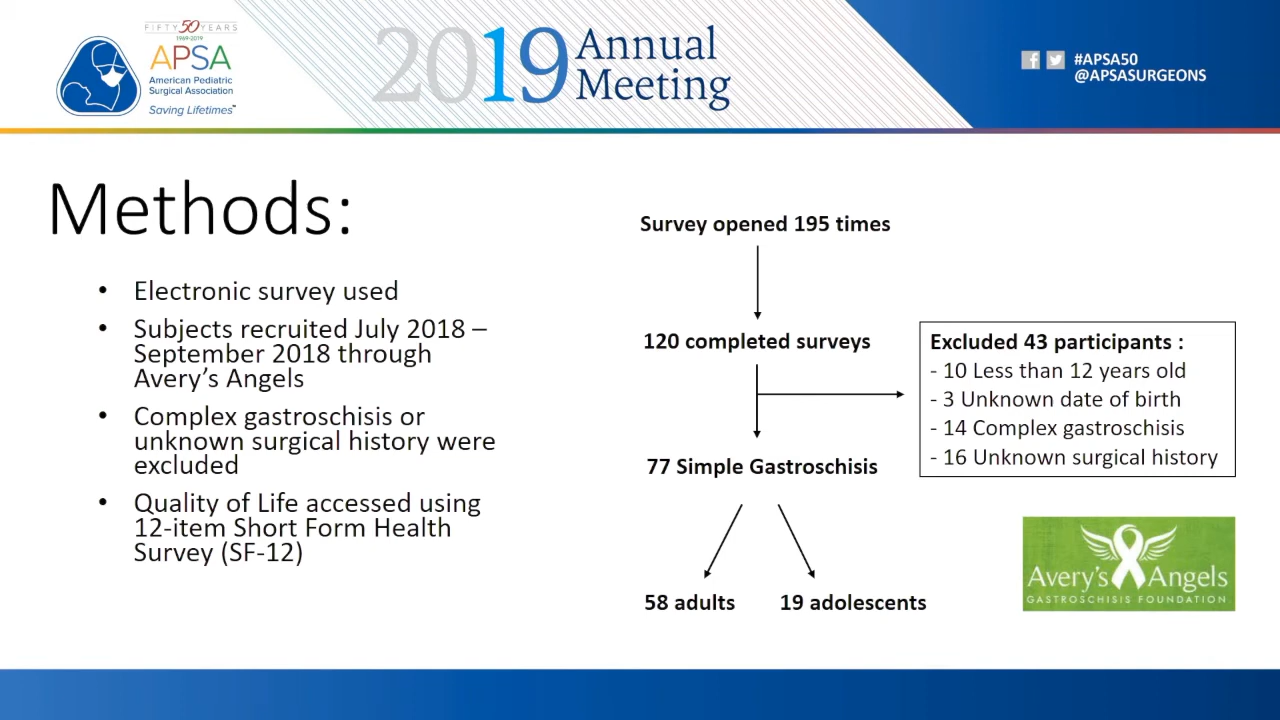 FIFTY 50 YEARS
1969-2019
APSA
American Pediatric
Surgical Association
Saving Lifetimes™
2019 Annual
Meeting
#APSA50
@APSASURGEONS
Methods:
• Electronic survey used
• Subjects recruited July 2018 –
September 2018 through
Avery’s Angels
• Complex gastroschisis or
unknown surgical history were
excluded
• Quality of Life accessed using
12-item Short Form Health
Survey (SF-12)
Survey opened 195 times
120 completed surveys
Excluded 43 participants :
- 10 Less than 12 years old
- 3 Unknown date of birth
- 14 Complex gastroschisis
- 16 Unknown surgical history
77 Simple Gastroschisis
58 adults
19 adolescents
Avery's Angels
GASTROSCHISIS FOUNDATION